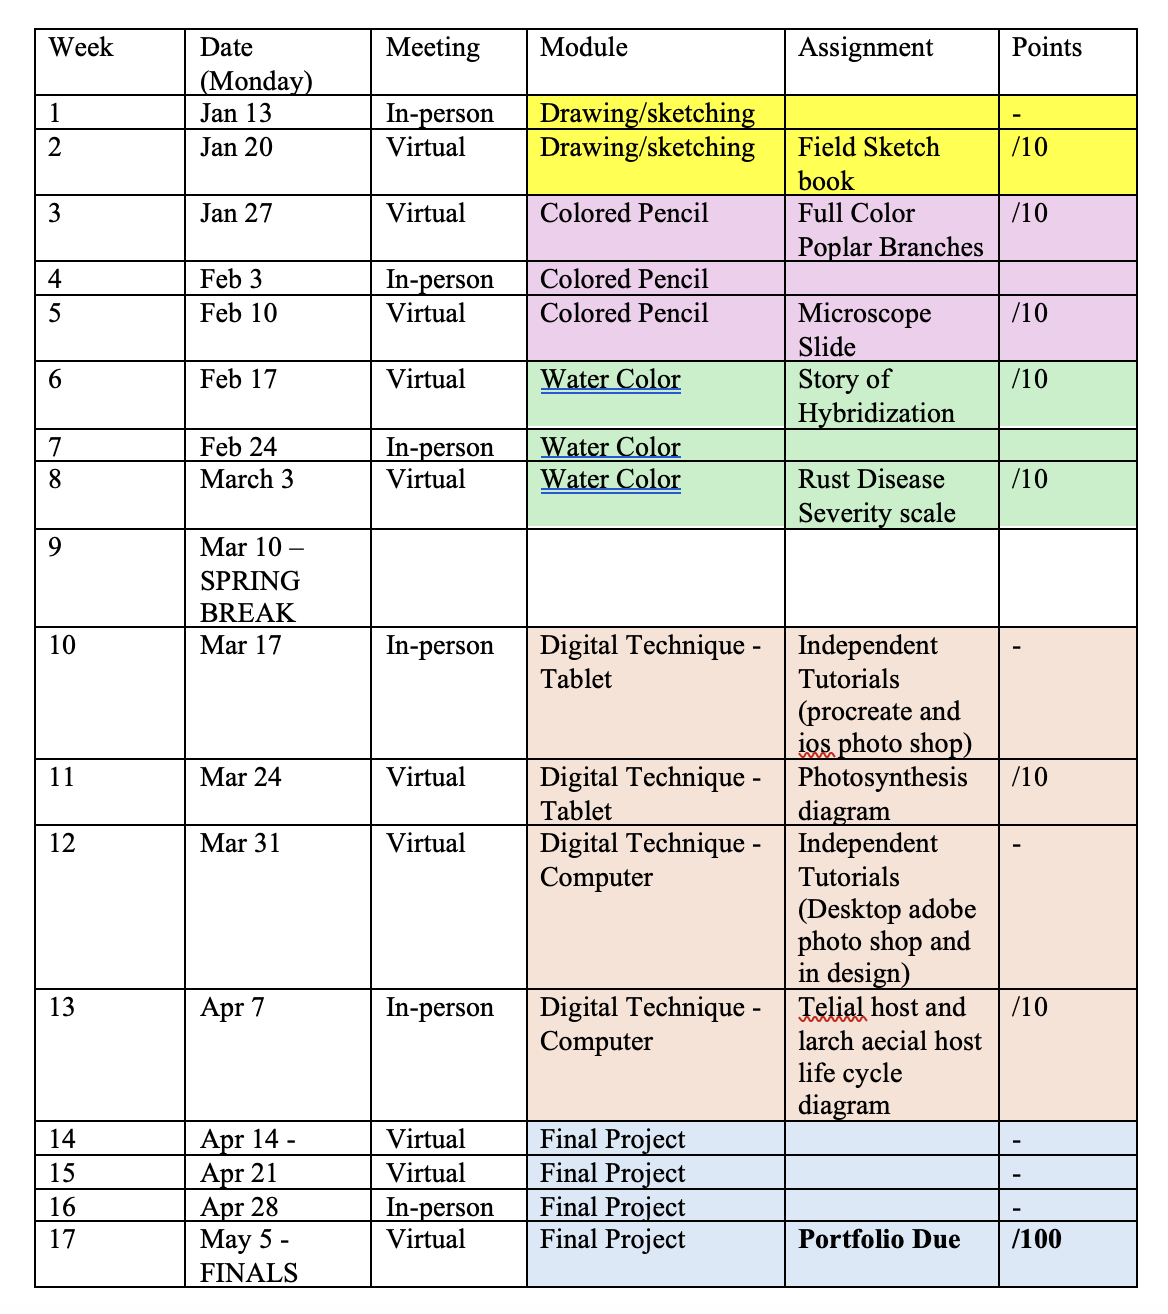 Week Date Meeting Module Assignment Points
(Monday)
1 Jan 13 In-person Drawing/sketching -
2 Jan 20 Virtual Drawing/sketching Field Sketch /10
book
3 Jan 27 Virtual Colored Pencil Full Color /10
Poplar Branches
4 Feb 3 In-person Colored Pencil
5 Feb 10 Virtual Colored Pencil Microscope /10
Slide
6 Feb 17 Virtual Water Color Story of /10
Hybridization
7 Feb 24 In-person Water Color
8 March 3 Virtual Water Color Rust Disease /10
Severity scale
9 Mar 10 –
SPRING
BREAK
10 Mar 17 In-person Digital Technique - Independent -
Tablet Tutorials
(procreate and
ios photo shop)
11 Mar 24 Virtual Digital Technique - Photosynthesis /10
Tablet diagram
12 Mar 31 Virtual Digital Technique - Independent -
Computer Tutorials
(Desktop adobe
photo shop and
in design)
13 Apr 7 In-person Digital Technique - Telial host and /10
Computer larch aecial host
life cycle
diagram
14 Apr 14 - Virtual Final Project -
15 Apr 21 Virtual Final Project -
16 Apr 28 In-person Final Project -
17 May 5 - Virtual Final Project Portfolio Due /100
FINALS